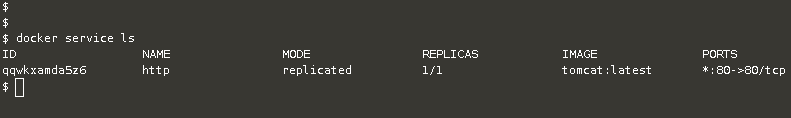 $
$
$ docker service ls
ID NAME MODE REPLICAS IMAGE PORTS
qqwkxamda5z6 http replicated 1/1 tomcat:latest *:80->80/tcp
$